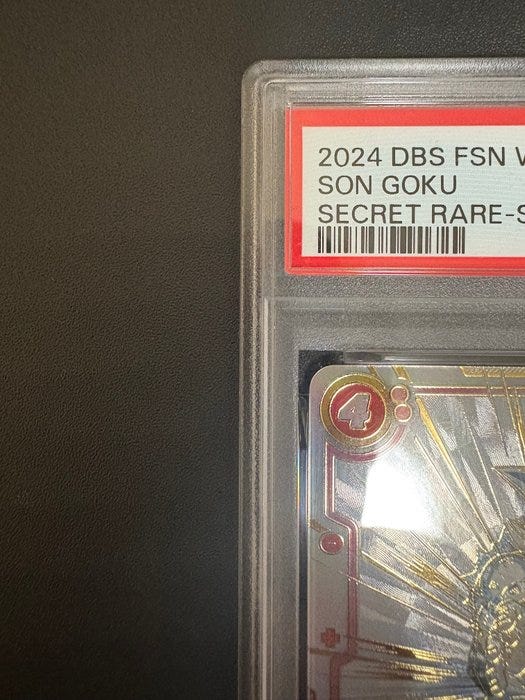 2024 DBS FSN
SON GOKU
SECRET RARE-S
4